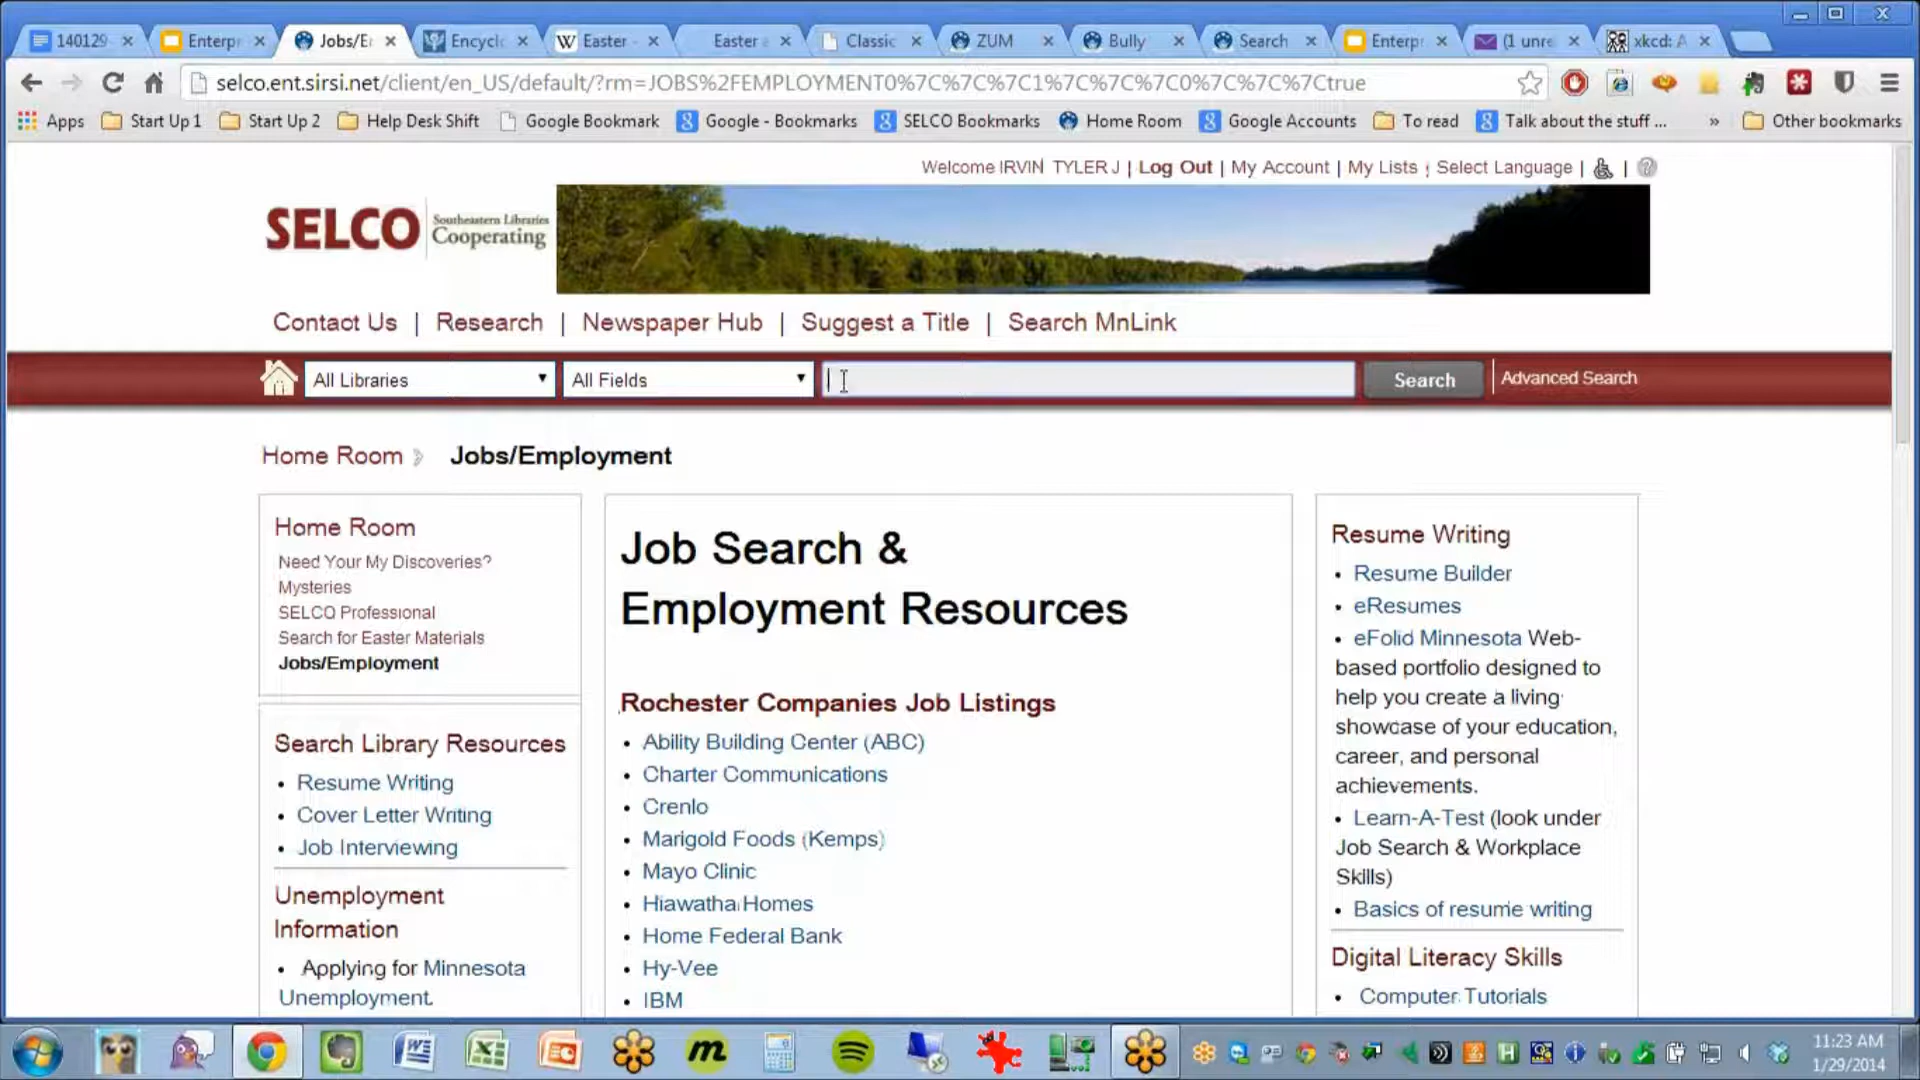 140129 Enterpr Jobs/E Encycl Easter - Easter Classic ZUM Bully Search Enterpr (1 unre xkcd: A
selco.ent.sirsi.net/client/en_US/default/?rm=JOBS%2FEMPLOYMENT0%7C%7C%7C1%7C%7C%7C0%7C%7C%7Ctrue
Apps Start Up 1 Start Up 2 Help Desk Shift Google Bookmark Google - Bookmarks SELCO Bookmarks Home Room Google Accounts To read Talk about the stuff ... » Other bookmarks
Welcome IRVIN TYLER J | Log Out | My Account | My Lists | Select Language | | ?
SELCO Southeastern Libraries
Cooperating
Contact Us | Research | Newspaper Hub | Suggest a Title | Search MnLink
All Libraries All Fields Search Advanced Search
Home Room Jobs/Employment
Home Room
Need Your My Discoveries?
Mysteries
SELCO Professional
Search for Easter Materials
Jobs/Employment
Search Library Resources
• Resume Writing
• Cover Letter Writing
• Job Interviewing
Unemployment
Information
• Applying for Minnesota
Unemployment.
Job Search &
Employment Resources
Rochester Companies Job Listings
• Ability Building Center (ABC)
• Charter Communications
• Crenlo
• Marigold Foods (Kemps)
• Mayo Clinic
• Hiawatha Homes
• Home Federal Bank
• Hy-Vee
• IBM
Resume Writing
• Resume Builder
• eResumes
• eFolio Minnesota Web-
based portfolio designed to
help you create a living
showcase of your education,
career, and personal
achievements.
• Learn-A-Test (look under
Job Search & Workplace
Skills)
• Basics of resume writing
Digital Literacy Skills
• Computer Tutorials
11:23 AM
1/29/2014